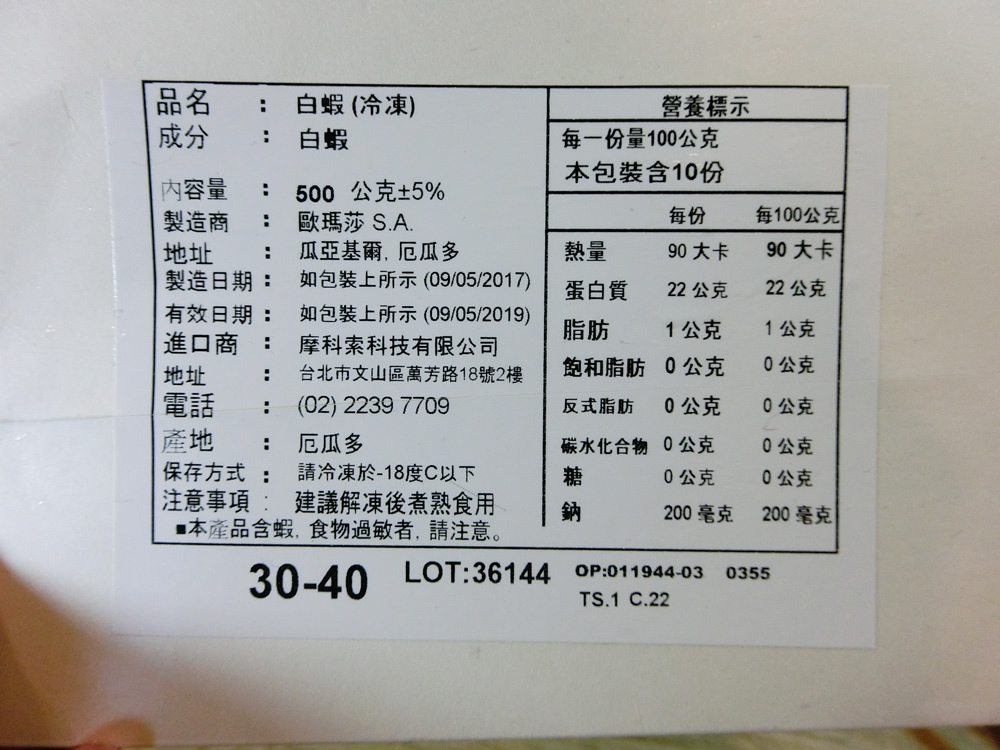 品名 : 白蝦 (冷凍)
成分 : 白蝦
內容量 : 500 公克±5%
製造商 : 歐瑪莎 S.A.
地址 : 瓜亞基爾, 厄瓜多
製造日期 : 如包裝上所示 (09/05/2017)
有效日期 : 如包裝上所示 (09/05/2019)
進口商 : 摩科索科技有限公司
地址 : 台北市文山區萬芳路18號2樓
電話 : (02) 2239 7709
產地 : 厄瓜多
保存方式 : 請冷凍於-18度C以下
注意事項 : 建議解凍後煮熟食用
■本產品含蝦, 食物過敏者, 請注意。
營養標示
每一份量100公克
本包裝含10份
每份 每100公克
熱量 90 大卡 90 大卡
蛋白質 22 公克 22 公克
脂肪 1 公克 1 公克
飽和脂肪 0 公克 0 公克
反式脂肪 0 公克 0 公克
碳水化合物 0 公克 0 公克
糖 0 公克 0 公克
鈉 200 毫克 200 毫克
30-40 LOT:36144 OP:011944-03 0355
TS.1 C.22